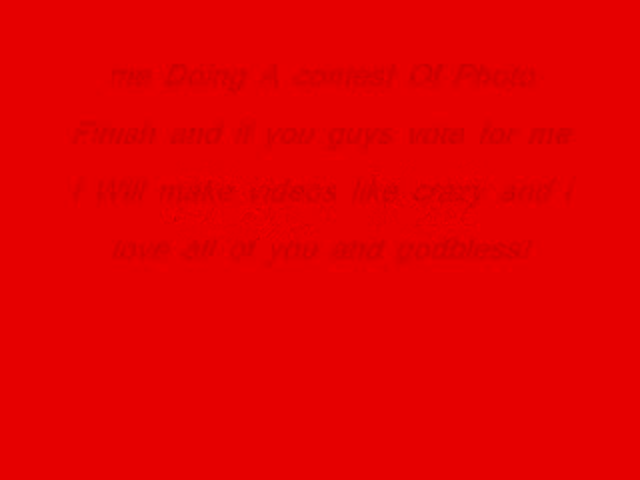 me Doing A contest Of Photo
Finish and if you guys vote for me
I Will make videos like crazy and I
love all of you and godbless!